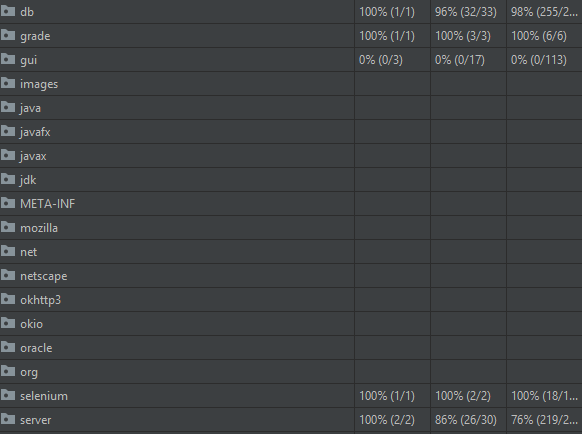 db 100% (1/1) 96% (32/33) 98% (255/2...
grade 100% (1/1) 100% (3/3) 100% (6/6)
gui 0% (0/3) 0% (0/17) 0% (0/113)
images
java
javafx
javax
jdk
META-INF
mozilla
net
netscape
okhttp3
okio
oracle
org
selenium 100% (1/1) 100% (2/2) 100% (18/1...
server 100% (2/2) 86% (26/30) 76% (219/2...